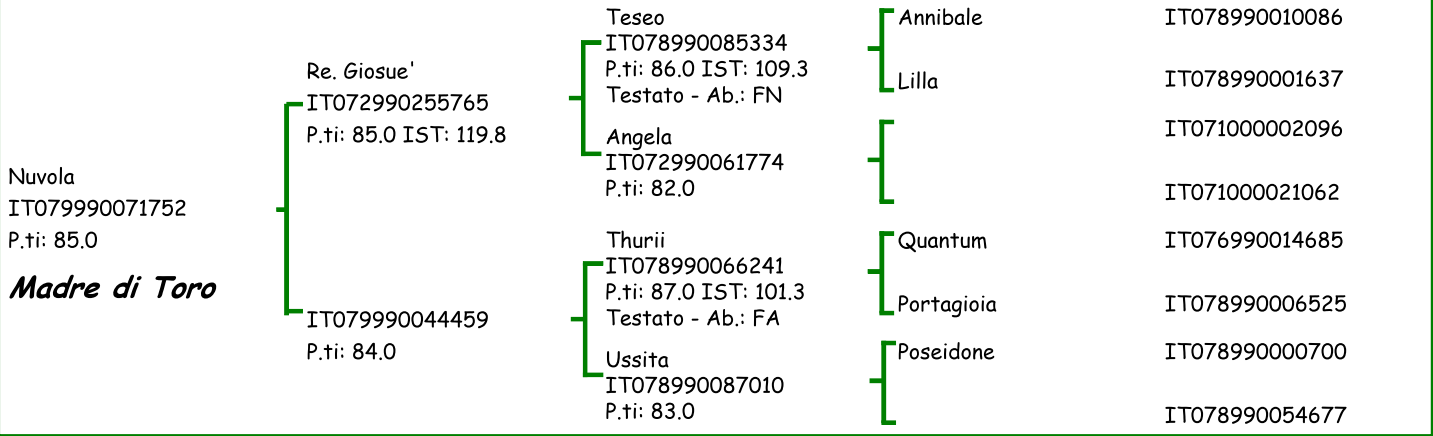 Nuvola
IT079990071752
P.ti: 85.0
Madre di Toro
Re. Giosue'
IT072990255765
P.ti: 85.0 IST: 119.8
IT079990044459
P.ti: 84.0
Teseo
IT078990085334
P.ti: 86.0 IST: 109.3
Testato - Ab.: FN
Angela
IT072990061774
P.ti: 82.0
Thurii
IT078990066241
P.ti: 87.0 IST: 101.3
Testato - Ab.: FA
Ussita
IT078990087010
P.ti: 83.0
Annibale IT078990010086
Lilla IT078990001637
IT071000002096
IT071000021062
Quantum IT076990014685
Portagioia IT078990006525
Poseidone IT078990000700
IT078990054677